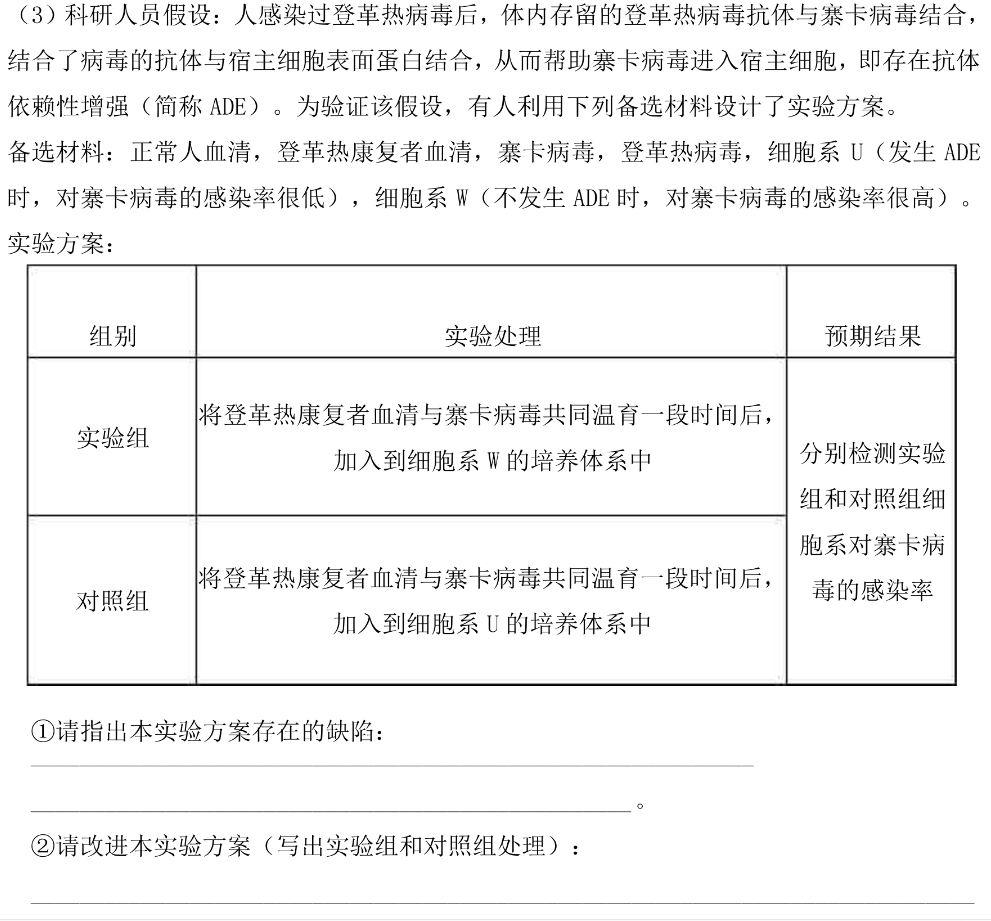 （3）科研人员假设：人感染过登革热病毒后，体内存留的登革热病毒抗体与寨卡病毒结合，
结合了病毒的抗体与宿主细胞表面蛋白结合，从而帮助寨卡病毒进入宿主细胞，即存在抗体
依赖性增强（简称 ADE）。为验证该假设，有人利用下列备选材料设计了实验方案。
备选材料：正常人血清，登革热康复者血清，寨卡病毒，登革热病毒，细胞系 U（发生 ADE
时，对寨卡病毒的感染率很低），细胞系 W（不发生 ADE 时，对寨卡病毒的感染率很高）。
实验方案：
组别 实验处理 预期结果
实验组
将登革热康复者血清与寨卡病毒共同温育一段时间后，
加入到细胞系 W 的培养体系中
对照组
将登革热康复者血清与寨卡病毒共同温育一段时间后，
加入到细胞系 U 的培养体系中
分别检测实验
组和对照组细
胞系对寨卡病
毒的感染率
①请指出本实验方案存在的缺陷：
。
②请改进本实验方案（写出实验组和对照组处理）：